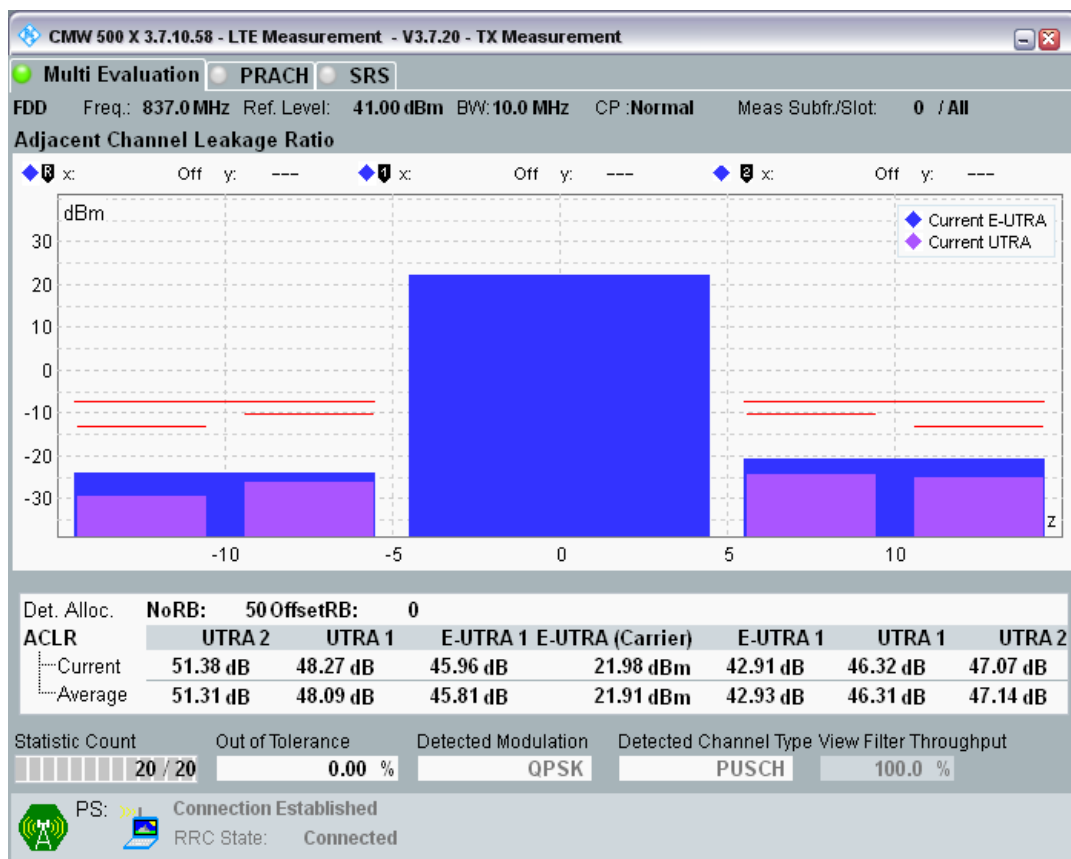 CMW 500 X 3.7.10.58 - LTE Measurement - V3.7.20 - TX Measurement
Multi Evaluation PRACH SRS
FDD Freq.: 837.0 MHz Ref. Level: 41.00 dBm BW: 10.0 MHz CP :Normal Meas Subfr./Slot: 0 / All
Adjacent Channel Leakage Ratio
R x: Off y: --- 1 x: Off y: --- 2 x: Off y: ---
dBm
Current E-UTRA
Current UTRA
30
20
10
0
-10
-20
-30
z
-10 -5 0 5 10
Det. Alloc. NoRB: 50 OffsetRB: 0
ACLR UTRA 2 UTRA 1 E-UTRA 1 E-UTRA (Carrier) E-UTRA 1 UTRA 1 UTRA 2
Current 51.38 dB 48.27 dB 45.96 dB 21.98 dBm 42.91 dB 46.32 dB 47.07 dB
Average 51.31 dB 48.09 dB 45.81 dB 21.91 dBm 42.93 dB 46.31 dB 47.14 dB
Statistic Count Out of Tolerance Detected Modulation Detected Channel Type View Filter Throughput
20 / 20 0.00 % QPSK PUSCH 100.0 %
PS: Connection Established
RRC State: Connected